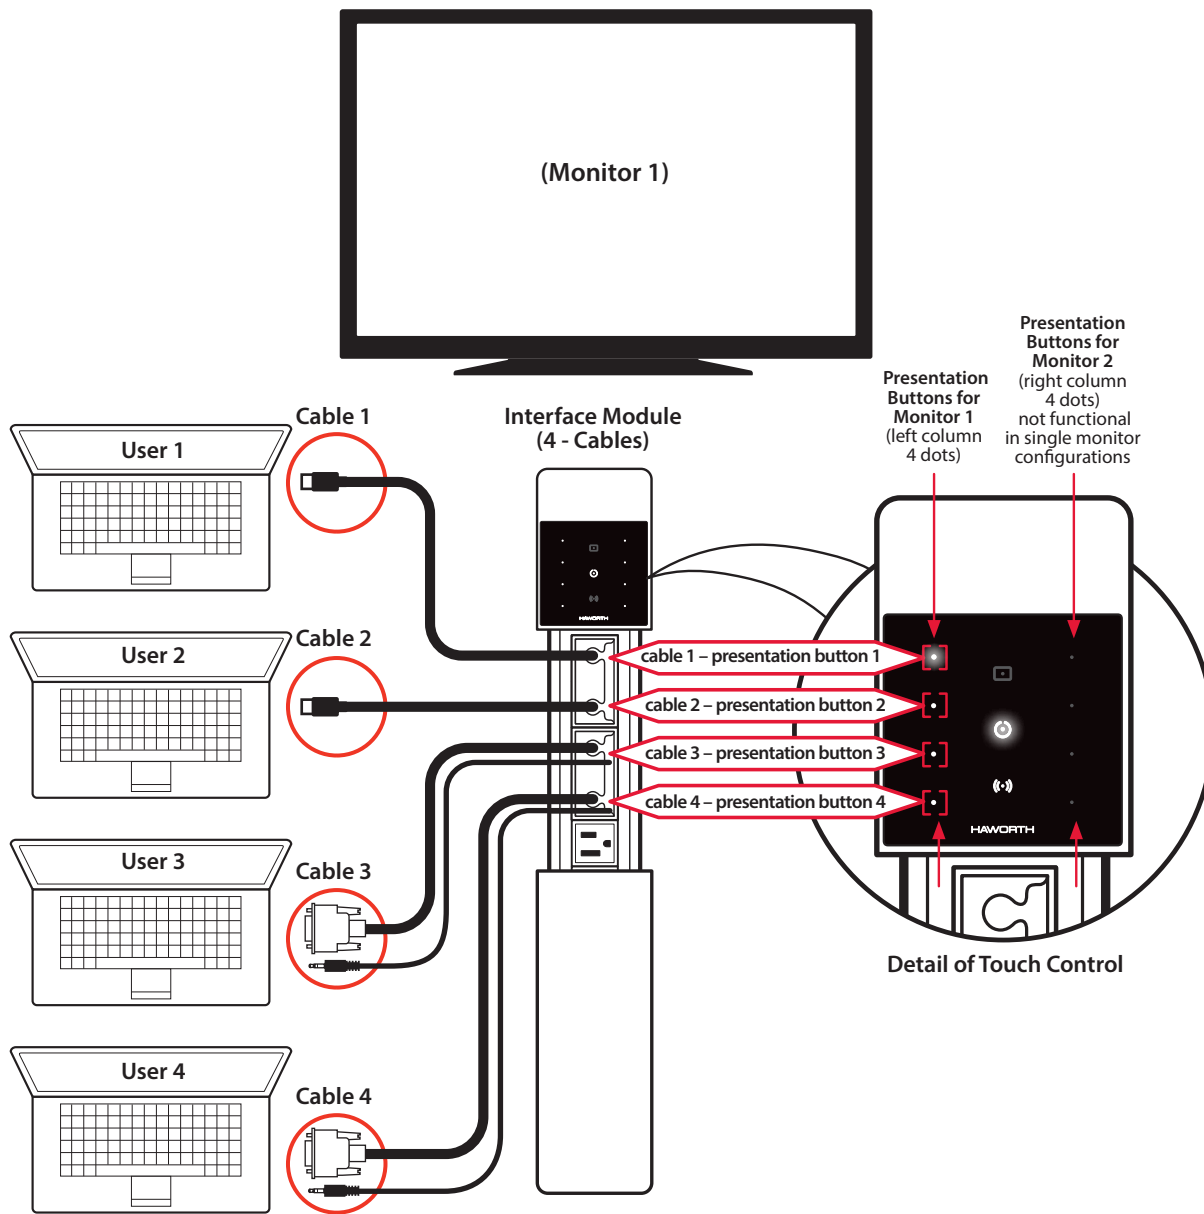 (Monitor 1)
Presentation
Buttons for
Monitor 2
(right column
4 dots)
not functional
in single monitor
configurations
Presentation
Buttons for
Monitor 1
(left column
4 dots)
Cable 1
Interface Module
(4 - Cables)
User 1
HAWORTH
Cable 2
User 2
cable 1 – presentation button 1
cable 2 – presentation button 2
cable 3 – presentation button 3
cable 4 – presentation button 4
HAWORTH
User 3
Cable 3
Detail of Touch Control
User 4
Cable 4